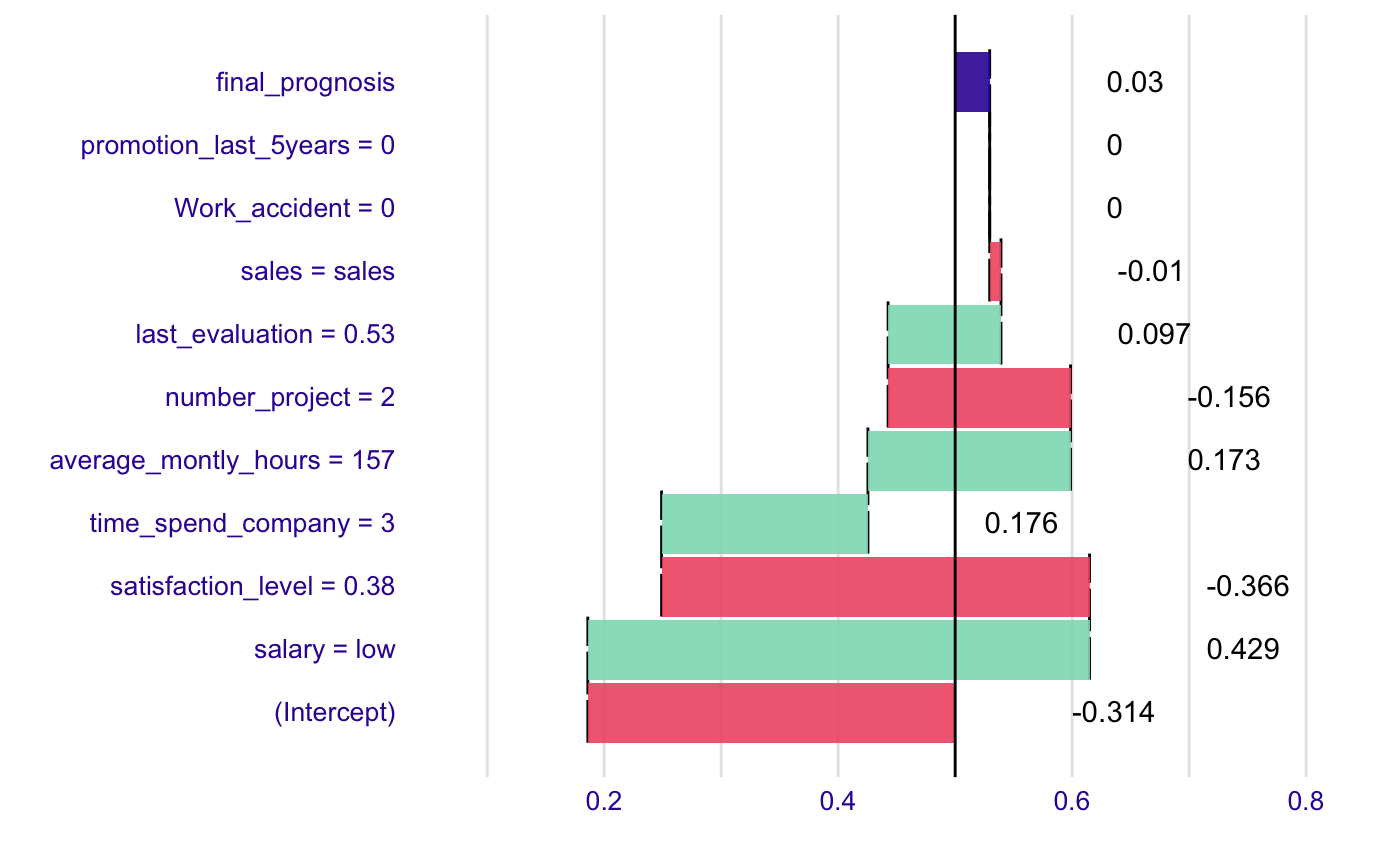 final_prognosis 0.03
promotion_last_5years = 0 0
Work_accident = 0 0
sales = sales -0.01
last_evaluation = 0.53 0.097
number_project = 2 -0.156
average_montly_hours = 157 0.173
time_spend_company = 3 0.176
satisfaction_level = 0.38 -0.366
salary = low 0.429
(Intercept) -0.314
0.2 0.4 0.6 0.8